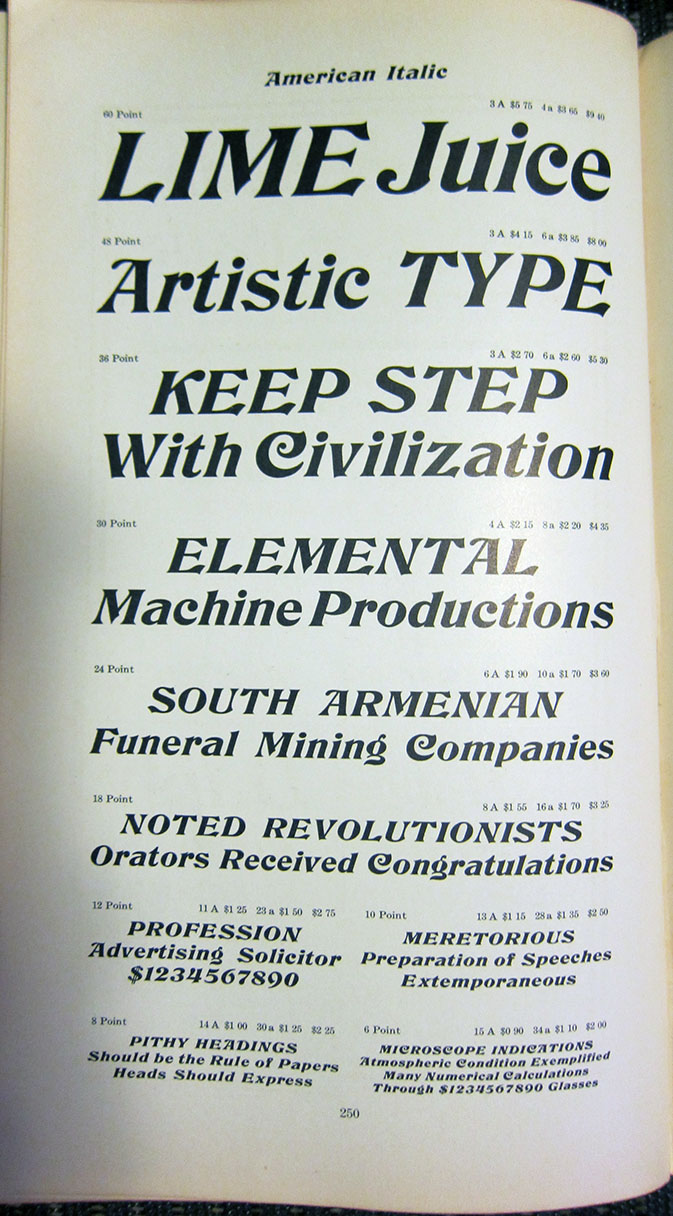 American Italic
60 Point 3 A $5 75 4 a $3 65 $9 40
LIME Juice
48 Point 3 A $4 15 6 a $3 85 $8 00
Artistic TYPE
36 Point 3 A $2 70 6 a $2 60 $5 30
KEEP STEP
With Civilization
30 Point 4 A $2 15 8 a $2 20 $4 35
ELEMENTAL
Machine Productions
24 Point 6 A $1 90 10 a $1 70 $3 60
SOUTH ARMENIAN
Funeral Mining Companies
18 Point 8 A $1 55 16 a $1 70 $3 25
NOTED REVOLUTIONISTS
Orators Received Congratulations
12 Point 11 A $1 25 23 a $1 50 $2 75
PROFESSION
Advertising Solicitor
$1234567890
10 Point 13 A $1 15 28 a $1 35 $2 50
MERETORIOUS
Preparation of Speeches
Extemporaneous
8 Point 14 A $1 00 30 a $1 25 $2 25
PITHY HEADINGS
Should be the Rule of Papers
Heads Should Express
6 Point 15 A $0 90 34 a $1 10 $2 00
MICROSCOPE INDICATIONS
Atmospheric Condition Exemplified
Many Numerical Calculations
Through $1234567890 Glasses
250